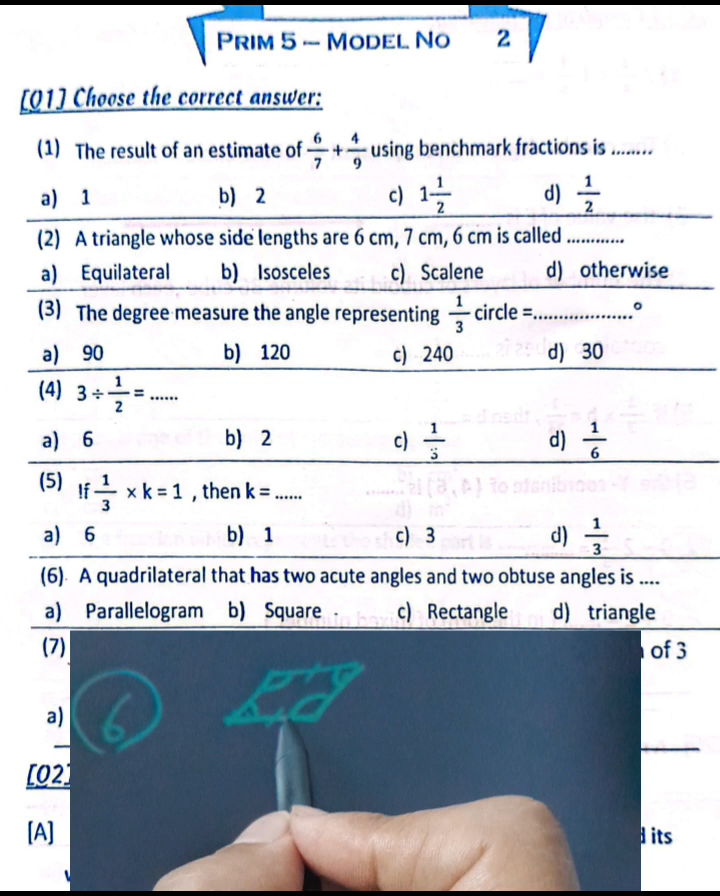 PRIM 5 – MODEL NO 2
[Q1] Choose the correct answer:
(1) The result of an estimate of 6/7 + 4/9 using benchmark fractions is ........
a) 1 b) 2 c) 1 1/2 d) 1/2
(2) A triangle whose side lengths are 6 cm, 7 cm, 6 cm is called ............
a) Equilateral b) Isosceles c) Scalene d) otherwise
(3) The degree measure the angle representing 1/3 circle =...................°
a) 90 b) 120 c) 240 d) 30
(4) 3 ÷ 1/2 = ......
a) 6 b) 2 c) 1/3 d) 1/6
(5) If 1/3 × k = 1 , then k = ......
a) 6 b) 1 c) 3 d) 1/3
(6) A quadrilateral that has two acute angles and two obtuse angles is ....
a) Parallelogram b) Square c) Rectangle d) triangle
(7) of 3
6
a)
[Q2]
[A] its